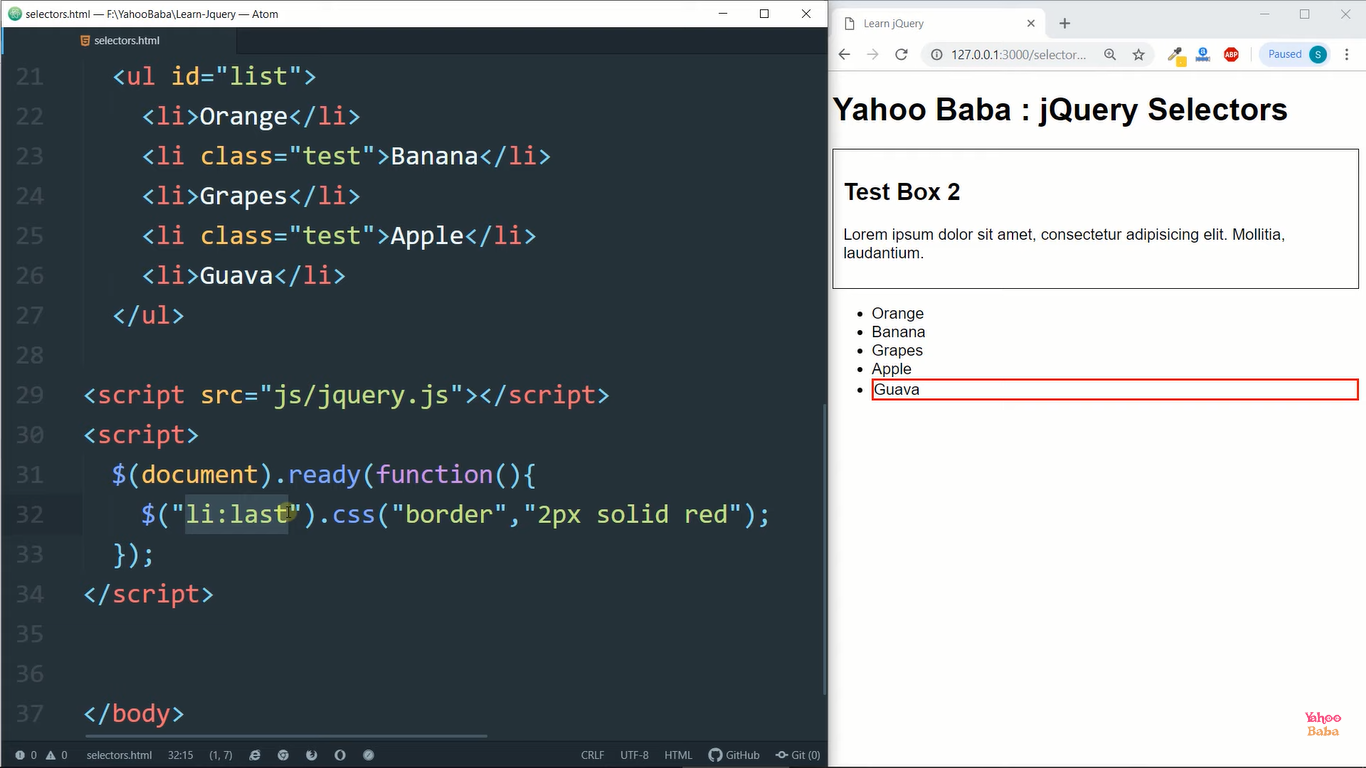 selectors.html — F:\YahooBaba\Learn-Jquery — Atom
selectors.html
21 <ul id="list">
22 <li>Orange</li>
23 <li class="test">Banana</li>
24 <li>Grapes</li>
25 <li class="test">Apple</li>
26 <li>Guava</li>
27 </ul>
28
29 <script src="js/jquery.js"></script>
30 <script>
31 $(document).ready(function(){
32 $("li:last").css("border","2px solid red");
33 });
34 </script>
35
36
37 </body>
0 0 selectors.html 32:15 (1, 7) CRLF UTF-8 HTML GitHub Git (0)
Learn jQuery
127.0.0.1:3000/selector... ABP Paused S
Yahoo Baba : jQuery Selectors
Test Box 2
Lorem ipsum dolor sit amet, consectetur adipisicing elit. Mollitia,
laudantium.
• Orange
• Banana
• Grapes
• Apple
• Guava
Yahoo
Baba